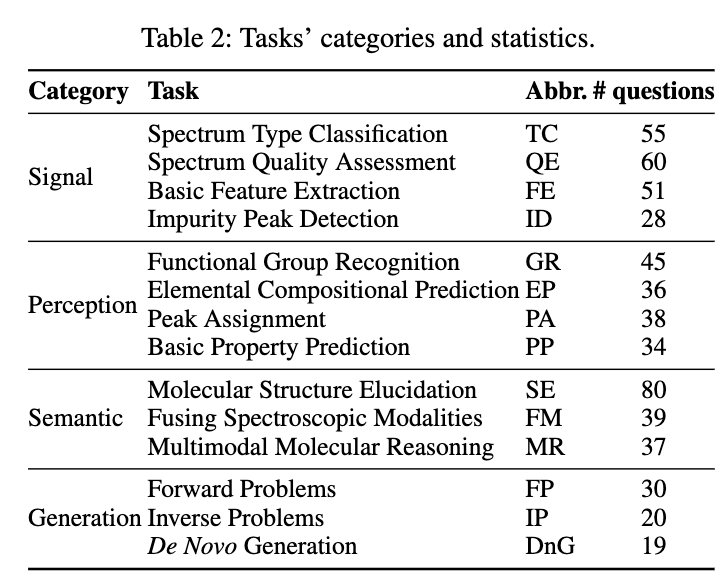 Table 2: Tasks' categories and statistics.
Category Task Abbr. # questions
Signal
Spectrum Type Classification TC 55
Spectrum Quality Assessment QE 60
Basic Feature Extraction FE 51
Impurity Peak Detection ID 28
Perception
Functional Group Recognition GR 45
Elemental Compositional Prediction EP 36
Peak Assignment PA 38
Basic Property Prediction PP 34
Semantic
Molecular Structure Elucidation SE 80
Fusing Spectroscopic Modalities FM 39
Multimodal Molecular Reasoning MR 37
Generation
Forward Problems FP 30
Inverse Problems IP 20
De Novo Generation DnG 19